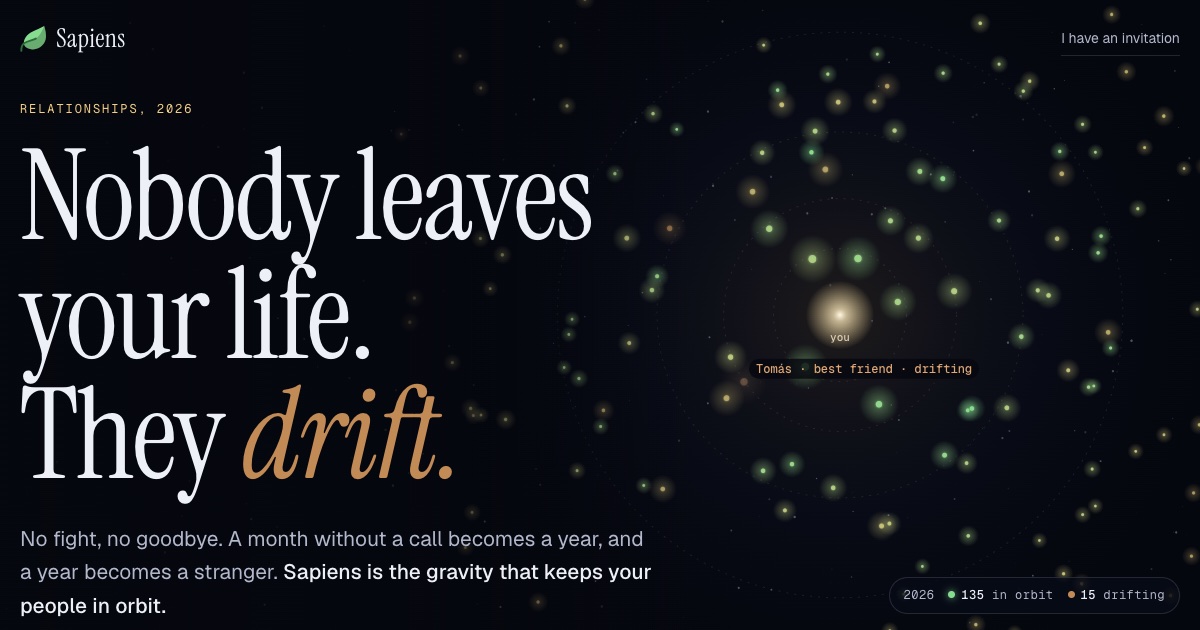 Sapiens
I have an invitation
RELATIONSHIPS, 2026
Nobody leaves
your life.
They drift.
No fight, no goodbye. A month without a call becomes a year, and
a year becomes a stranger. Sapiens is the gravity that keeps your
people in orbit.
you
Tomás · best friend · drifting
2026 135 in orbit 15 drifting